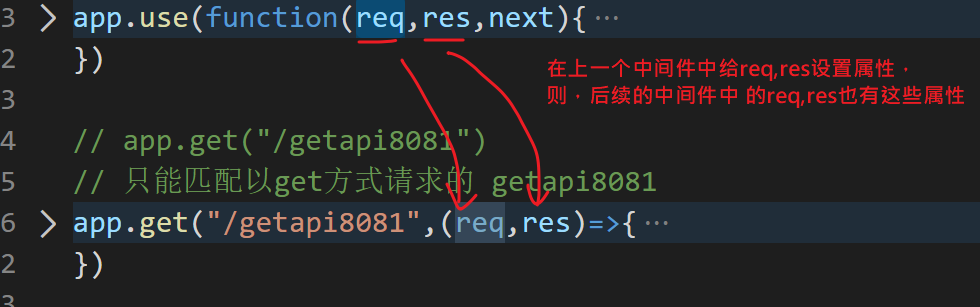 3 > app.use(function(req,res,next){ ...
2 })
在上一个中间件中给req,res设置属性，
则，后续的中间件中 的req,res也有这些属性
3
4 // app.get("/getapi8081")
5 // 只能匹配以get方式请求的 getapi8081
6 > app.get("/getapi8081",(req,res)=>{ ...
2 })
3